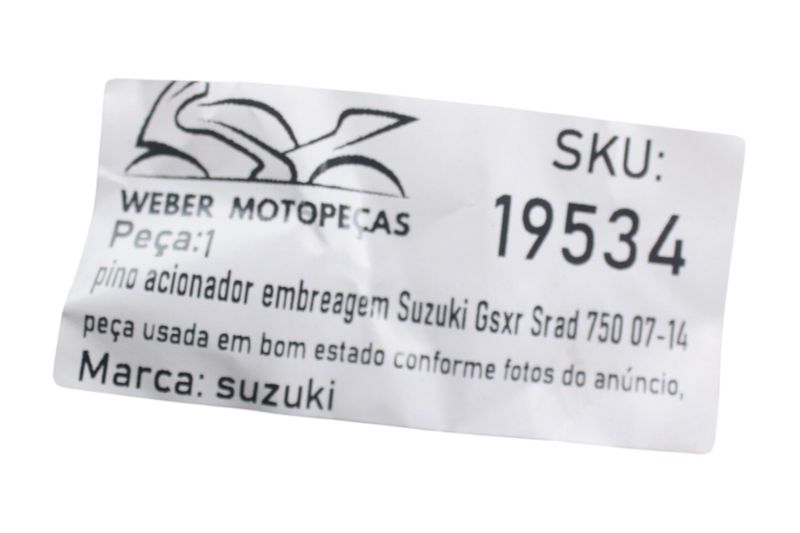 WEBER MOTOPEÇAS
SKU:
19534
Peça:1
pino acionador embreagem Suzuki Gsxr Srad 750 07-14
peça usada em bom estado conforme fotos do anúncio,
Marca: suzuki